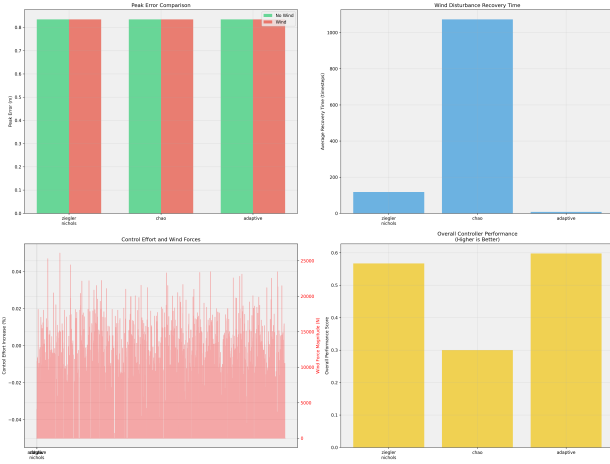 Peak Error Comparison
No Wind
Wind
Peak Error (m)
0.8
0.7
0.6
0.5
0.4
0.3
0.2
0.1
0.0
ziegler
nichols
chao
adaptive
Wind Disturbance Recovery Time
Average Recovery Time (timesteps)
1000
800
600
400
200
0
ziegler
nichols
chao
adaptive
Control Effort and Wind Forces
Control Effort Increase (%)
0.04
0.02
0.00
−0.02
−0.04
Wind Force Magnitude (N)
25000
20000
15000
10000
5000
0
adaptive
nichols
Overall Controller Performance
(Higher is Better)
Overall Performance Score
0.6
0.5
0.4
0.3
0.2
0.1
0.0
ziegler
nichols
chao
adaptive